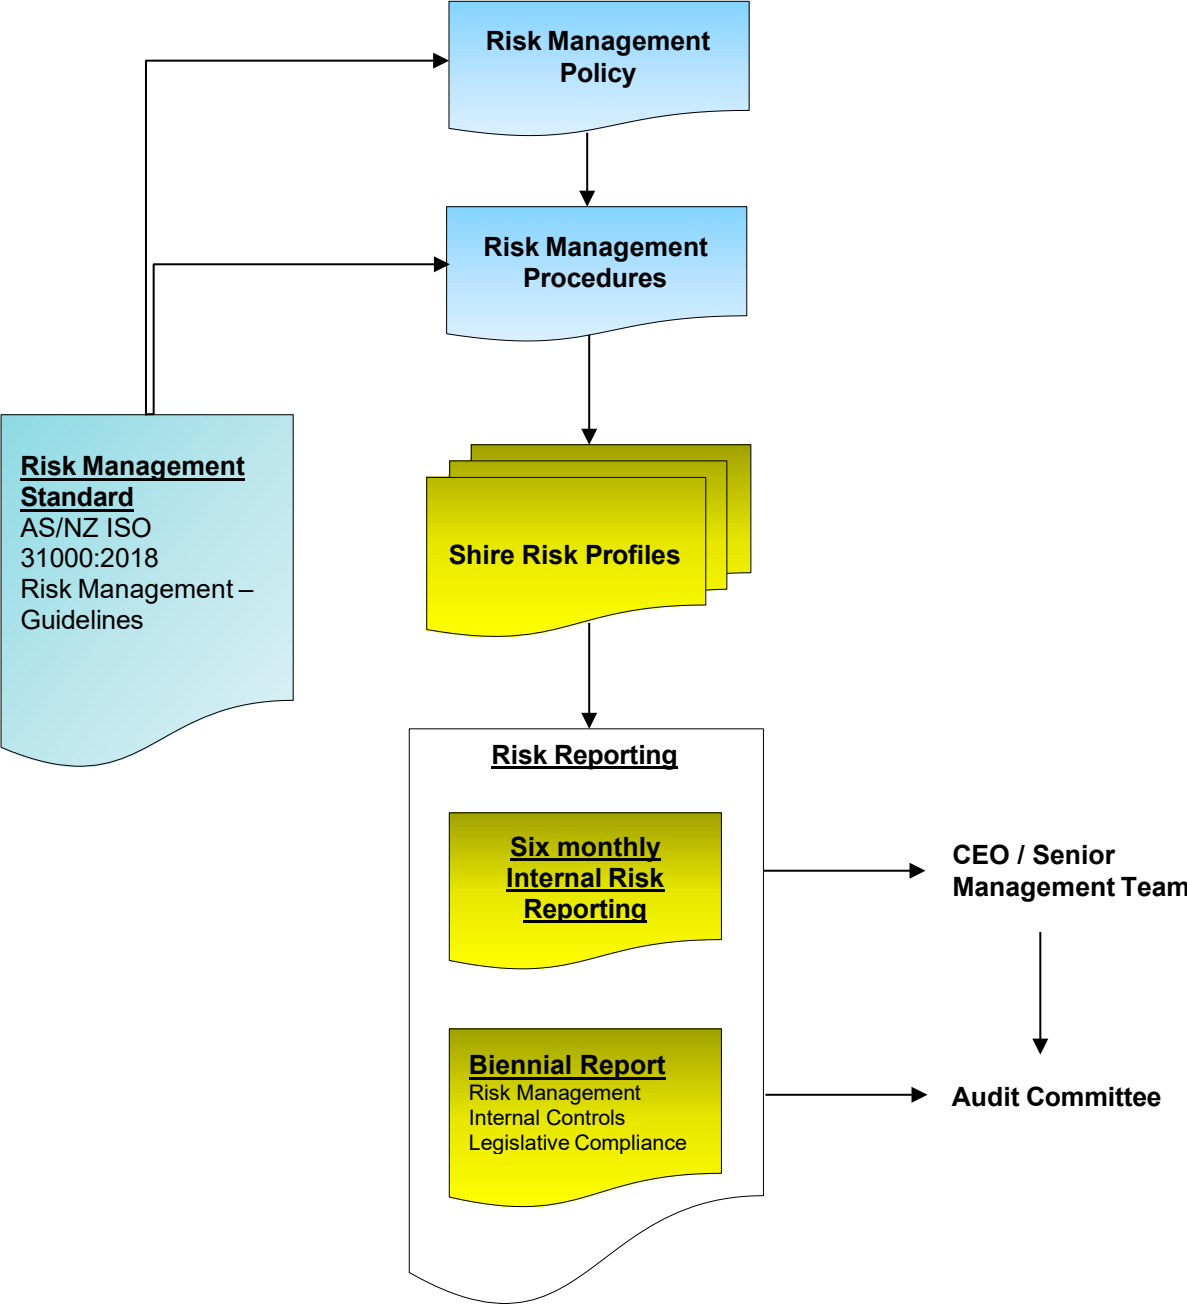 Risk Management
Policy
Risk Management
Procedures
Risk Management
Standard
AS/NZ ISO
31000:2018
Risk Management –
Guidelines
Shire Risk Profiles
Risk Reporting
Six monthly
Internal Risk
Reporting
CEO / Senior
Management Team
Biennial Report
Risk Management
Internal Controls
Legislative Compliance
Audit Committee